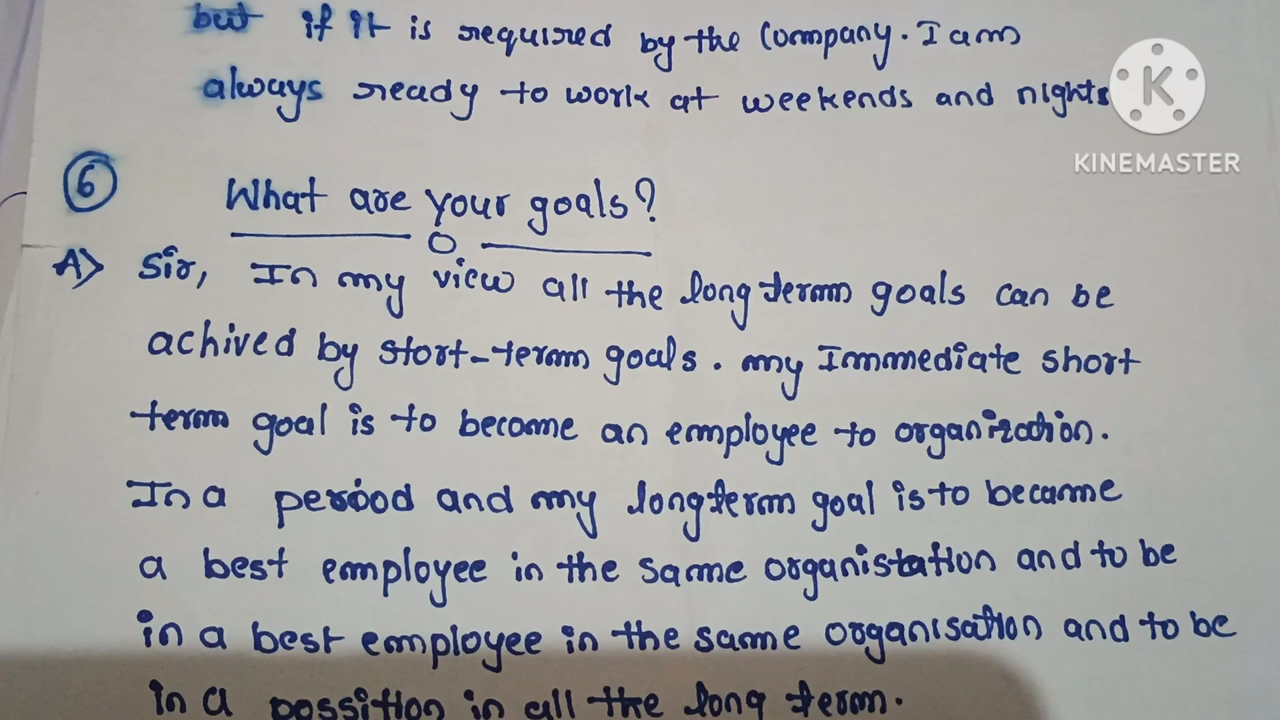 but if it is required by the Company. I am
always ready to work at weekends and nights
K
KINEMASTER
6 What are your goals?
A> Sir, In my view all the long term goals can be
achived by stort-term goals. my Immediate short
term goal is to become an employee to organization.
In a period and my long term goal is to became
a best employee in the same organistation and to be
in a best employee in the same organisation and to be
in a possition in all the long term.